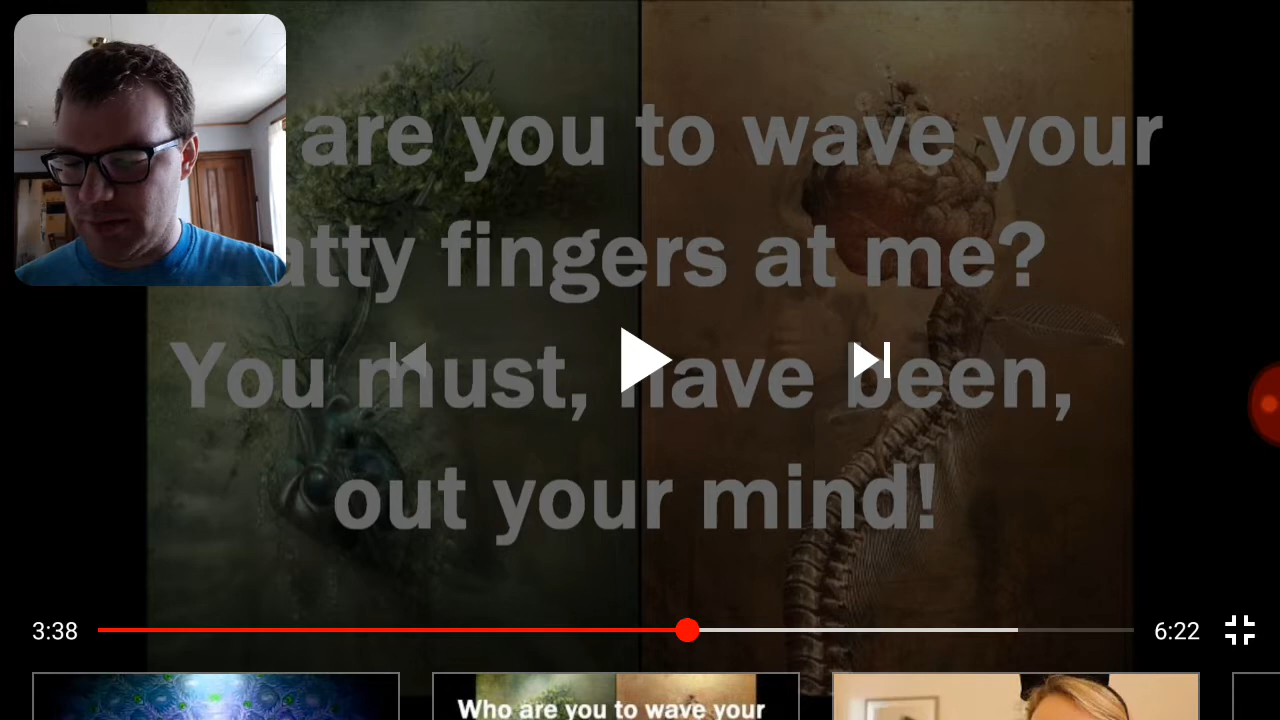 are you to wave your
atty fingers at me?
You must, have been,
out your mind!
3:38
6:22
Who are you to wave your